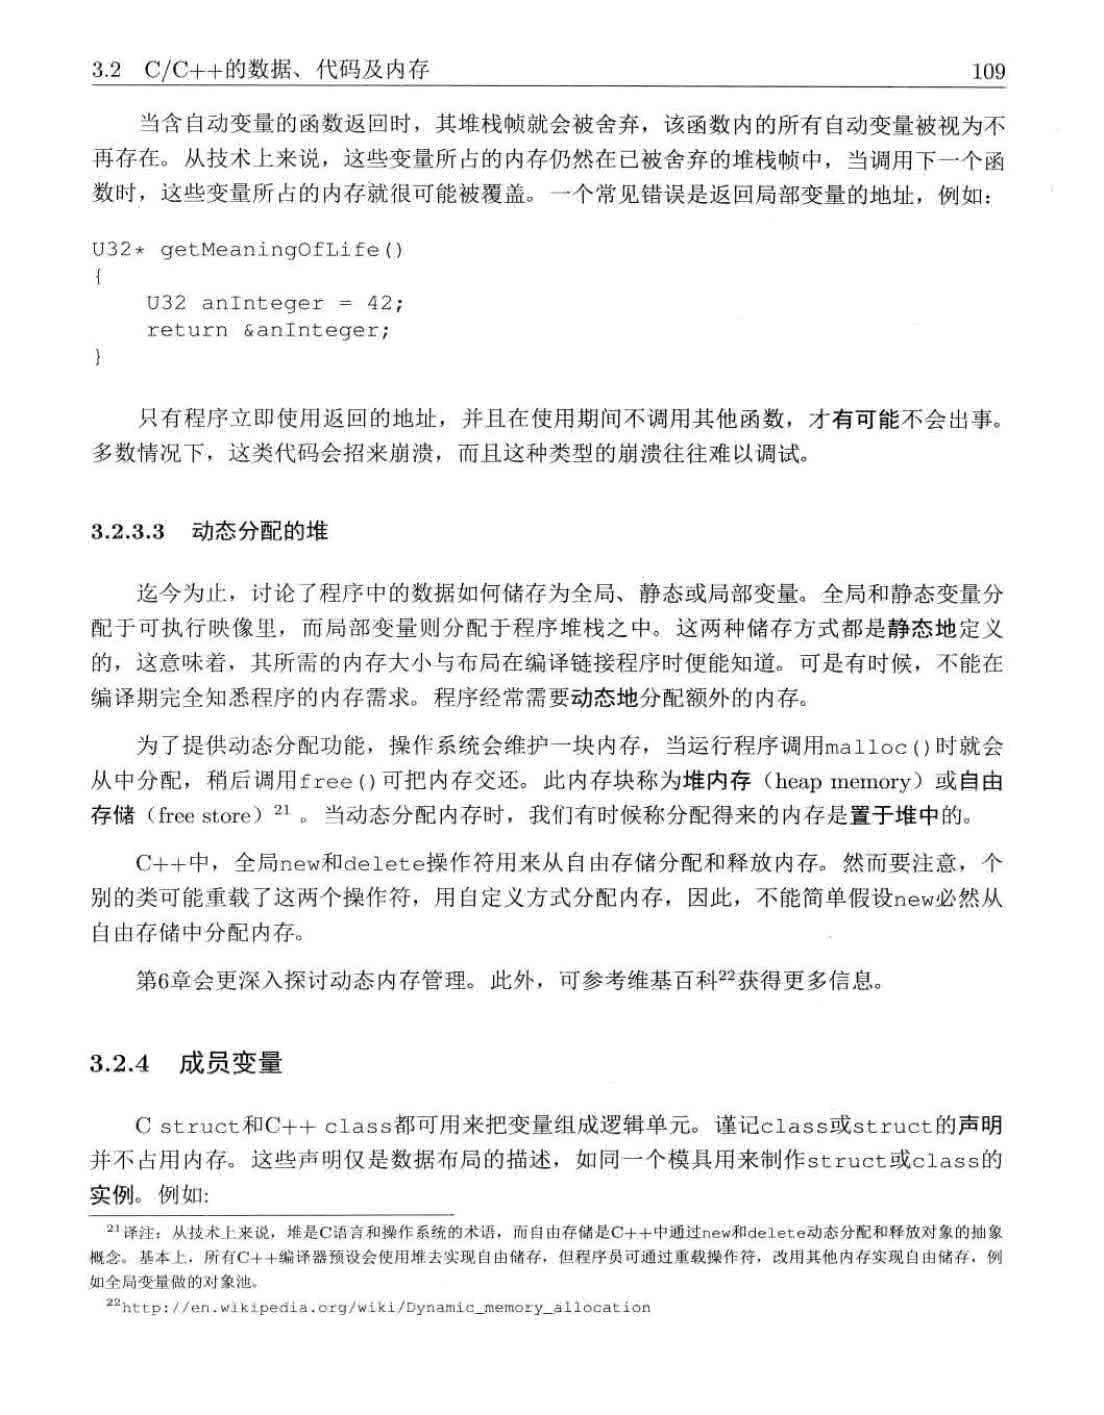 3.2 C/C++的数据、代码及内存 109
当含自动变量的函数返回时，其堆栈帧就会被舍弃，该函数内的所有自动变量被视为不
再存在。从技术上来说，这些变量所占的内存仍然在已被舍弃的堆栈帧中，当调用下一个函
数时，这些变量所占的内存就很可能被覆盖。一个常见错误是返回局部变量的地址，例如：
U32* getMeaningOfLife()
{
U32 anInteger = 42;
return &anInteger;
}
只有程序立即使用返回的地址，并且在使用期间不调用其他函数，才有可能不会出事。
多数情况下，这类代码会招来崩溃，而且这种类型的崩溃往往难以调试。
3.2.3.3 动态分配的堆
迄今为止，讨论了程序中的数据如何储存为全局、静态或局部变量。全局和静态变量分
配于可执行映像里，而局部变量则分配于程序堆栈之中。这两种储存方式都是静态地定义
的，这意味着，其所需的内存大小与布局在编译链接程序时便能知道。可是有时候，不能在
编译期完全知悉程序的内存需求。程序经常需要动态地分配额外的内存。
为了提供动态分配功能，操作系统会维护一块内存，当运行程序调用malloc()时就会
从中分配，稍后调用free()可把内存交还。此内存块称为堆内存（heap memory）或自由
存储（free store）21 。当动态分配内存时，我们有时候称分配得来的内存是置于堆中的。
C++中，全局new和delete操作符用来从自由存储分配和释放内存。然而要注意，个
别的类可能重载了这两个操作符，用自定义方式分配内存，因此，不能简单假设new必然从
自由存储中分配内存。
第6章会更深入探讨动态内存管理。此外，可参考维基百科22获得更多信息。
3.2.4 成员变量
C struct和C++ class都可用来把变量组成逻辑单元。谨记class或struct的声明
并不占用内存。这些声明仅是数据布局的描述，如同一个模具用来制作struct或class的
实例。例如:
21译注：从技术上来说，堆是C语言和操作系统的术语，而自由存储是C++中通过new和delete动态分配和释放对象的抽象
概念。基本上，所有C++编译器预设会使用堆去实现自由储存，但程序员可通过重载操作符，改用其他内存实现自由储存，例
如全局变量做的对象池。
22http://en.wikipedia.org/wiki/Dynamic_memory_allocation